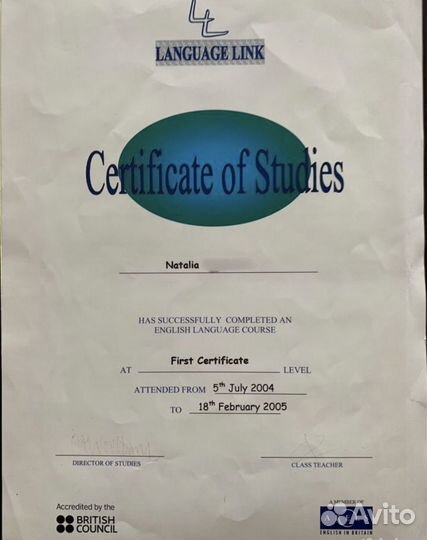 LANGUAGE LINK
Certificate of Studies
Natalia
HAS SUCCESSFULLY COMPLETED AN
ENGLISH LANGUAGE COURSE
First Certificate
AT LEVEL
ATTENDED FROM 5th July 2004
TO 18th February 2005
DIRECTOR OF STUDIES
CLASS TEACHER
Accredited by the
BRITISH
COUNCIL
A MEMBER OF
ENGLISH IN BRITAIN
Avito